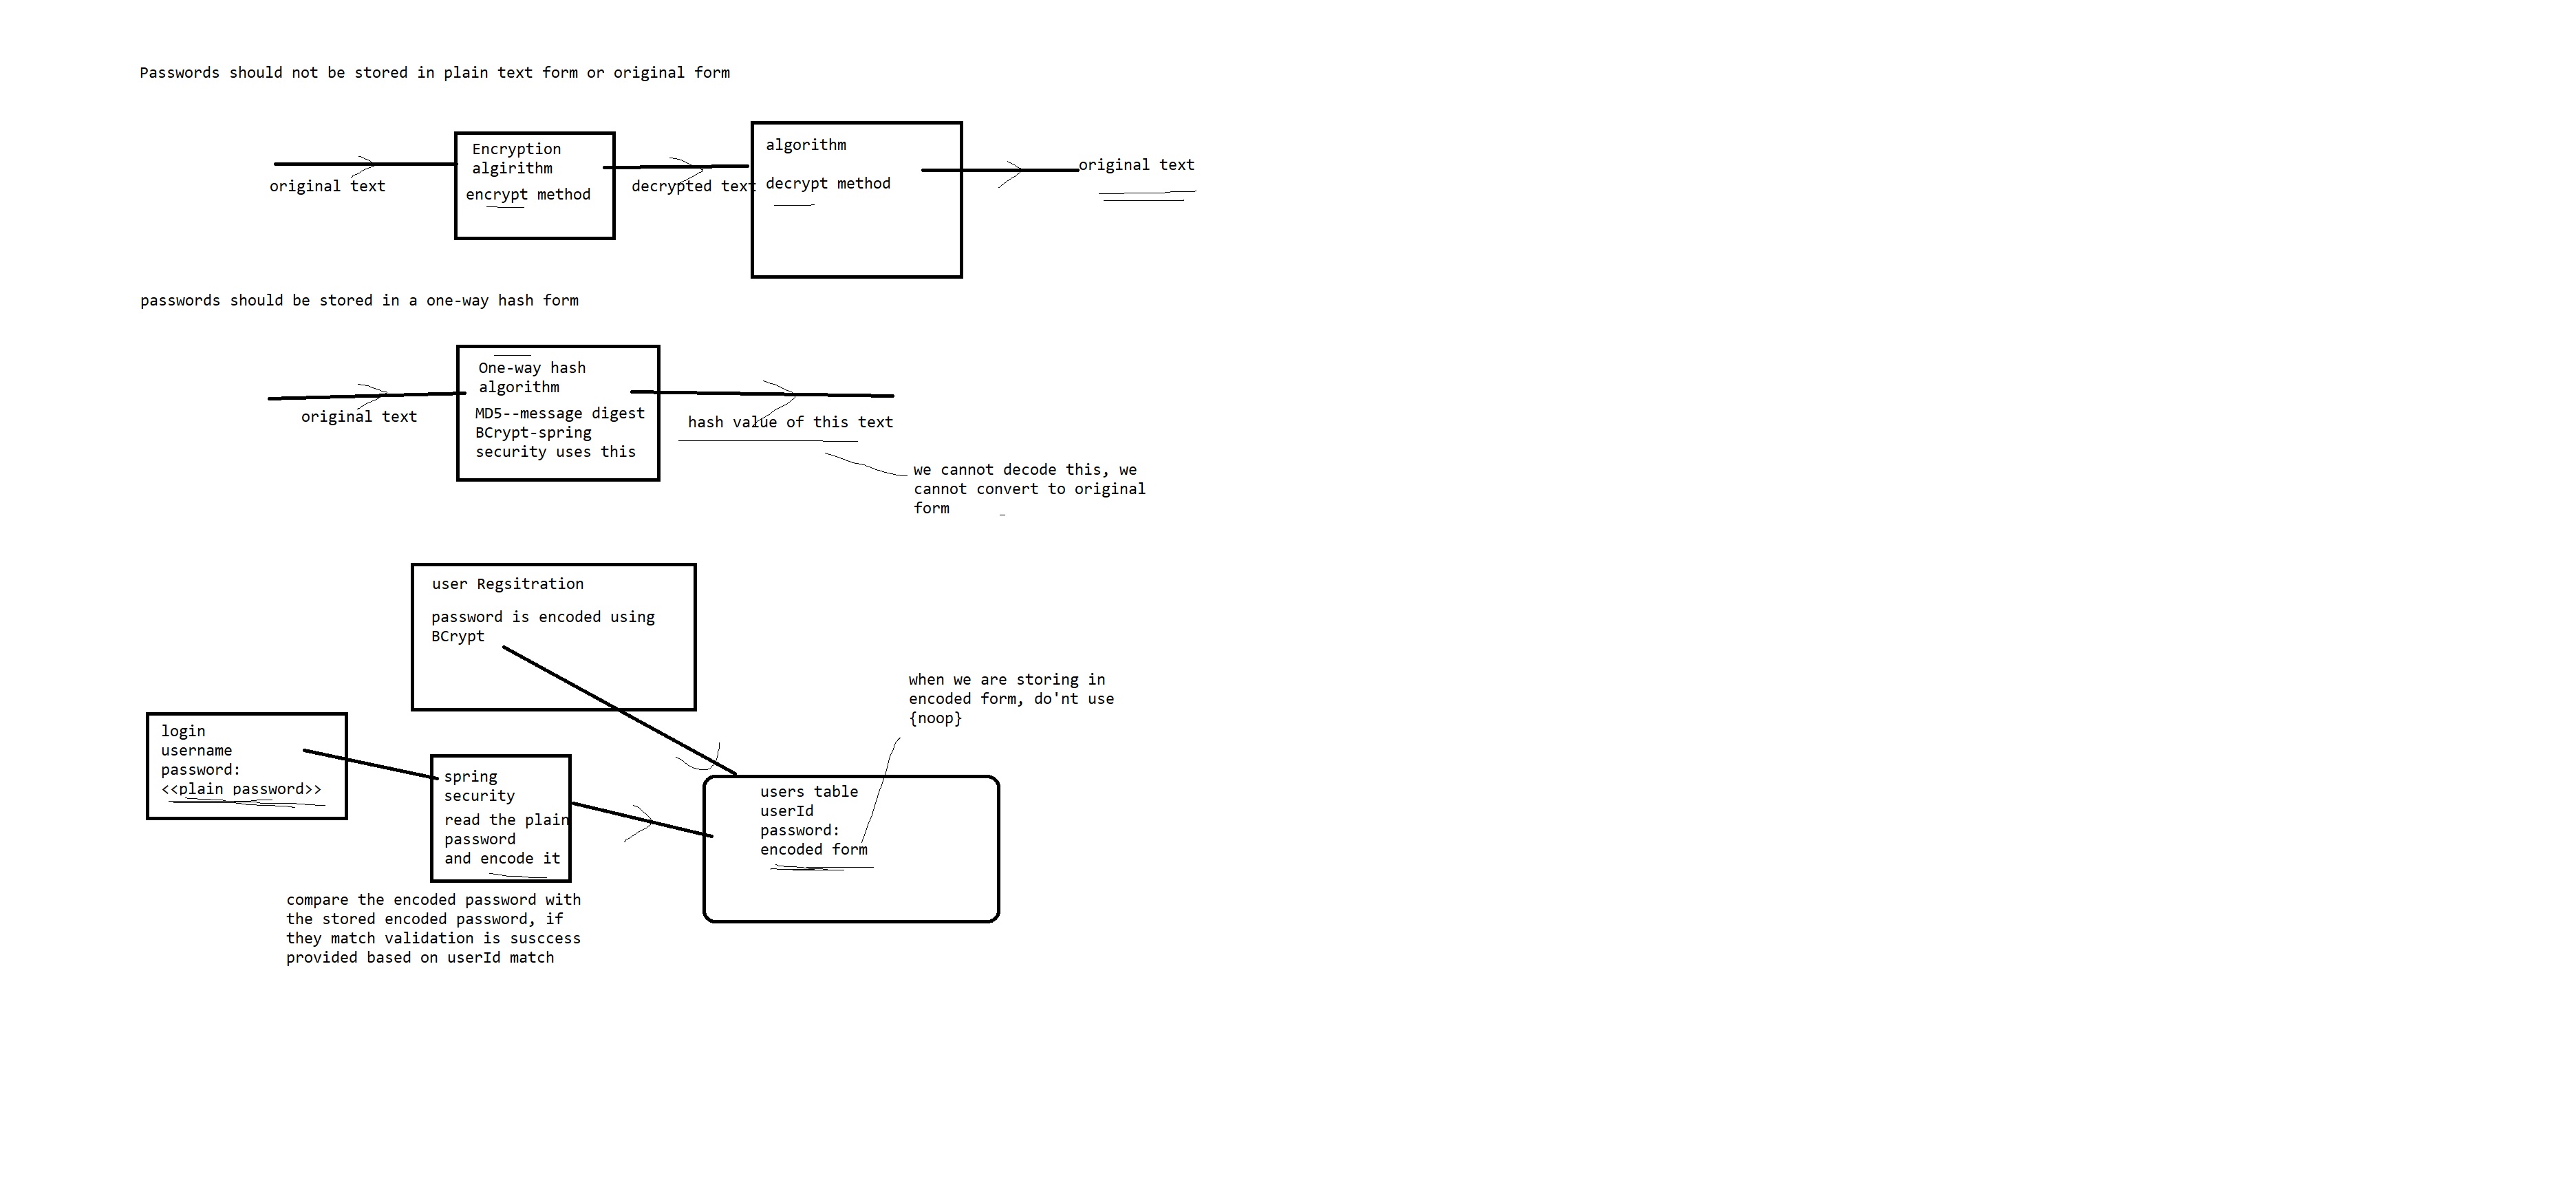 Passwords should not be stored in plain text form or original form
Encryption
algirithm
encrypt method
original text
decrypted text
algorithm
decrypt method
original text
passwords should be stored in a one-way hash form
One-way hash
algorithm
MD5--message digest
BCrypt-spring
security uses this
original text
hash value of this text
we cannot decode this, we
cannot convert to original
form
user Regsitration
password is encoded using
BCrypt
when we are storing in
encoded form, do'nt use
{noop}
login
username
password:
<<plain password>>
spring
security
read the plain
password
and encode it
users table
userId
password:
encoded form
compare the encoded password with
the stored encoded password, if
they match validation is susccess
provided based on userId match